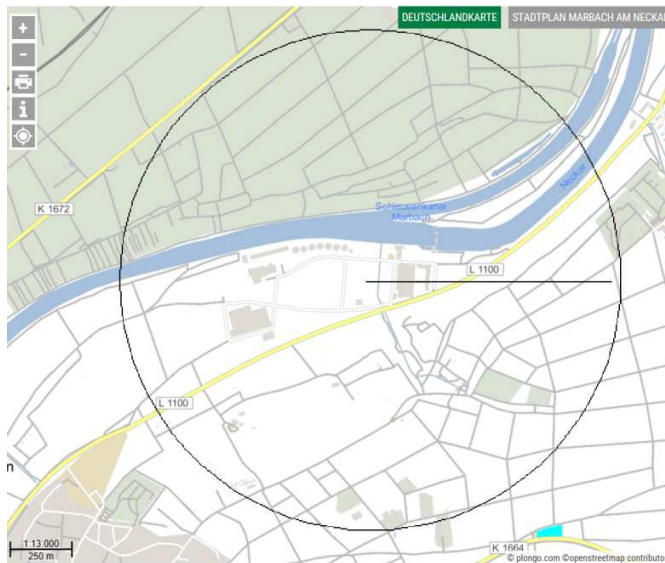 DEUTSCHLANDKARTE
STADTPLAN MARBACH AM NECKA
+
-
i
K 1672
Neckar
Schleusenkanal
Marbach
L 1100
L 1100
n
1:13.000
250 m
K 1664
© plongo.com ©openstreetmap contributo